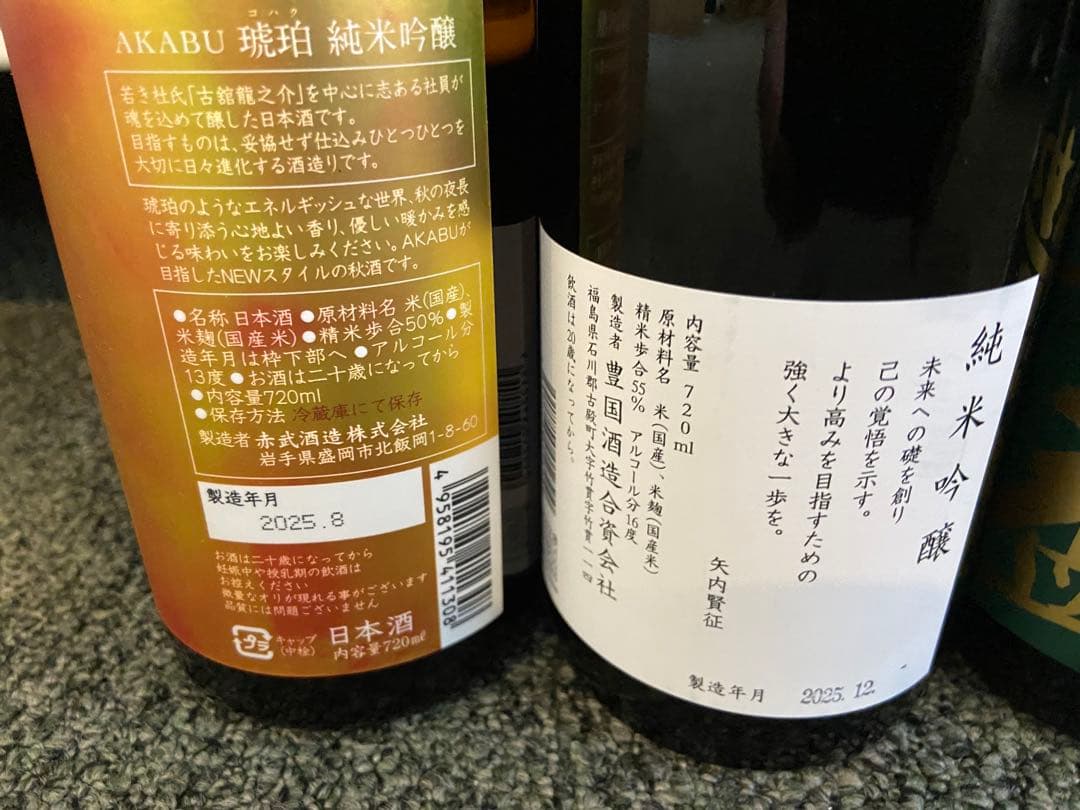 コハク
AKABU 琥珀 純米吟醸
若き杜氏「古舘龍之介」を中心に志ある社員が
魂を込めて醸した日本酒です。
目指すものは、妥協せず仕込みひとつひとつを
大切に日々進化する酒造りです。
琥珀のようなエネルギッシュな世界、秋の夜長
に寄り添う心地よい香り、優しい暖かみを感
じる味わいをお楽しみください。AKABUが
目指したNEWスタイルの秋酒です。
●名称 日本酒 ●原材料名 米(国産)、
米麹(国産米) ●精米歩合50% ●製
造年月は枠下部へ ●アルコール分
13度 ●お酒は二十歳になってから
●内容量720ml
●保存方法 冷蔵庫にて保存
製造者 赤武酒造株式会社
岩手県盛岡市北飯岡1-8-60
製造年月
2025.8
4 958195 411308
お酒は二十歳になってから
妊娠中や授乳期の飲酒は
お控えください
微量なオリが現れる事がございます
品質には問題ございません
プラ
キャップ
(中栓)
日本酒
内容量720ml
純米吟醸
未来への礎を創り
己の覚悟を示す。
より高みを目指すための
強く大きな一歩を。
矢内賢征
内容量 720ml
原材料名 米(国産)、米麹(国産米)
精米歩合 55% アルコール分 16度
製造者 豊国酒造合資会社
福島県石川郡古殿町大字竹貫字竹貫一一四
飲酒は20歳になってから。
製造年月 2025.12.